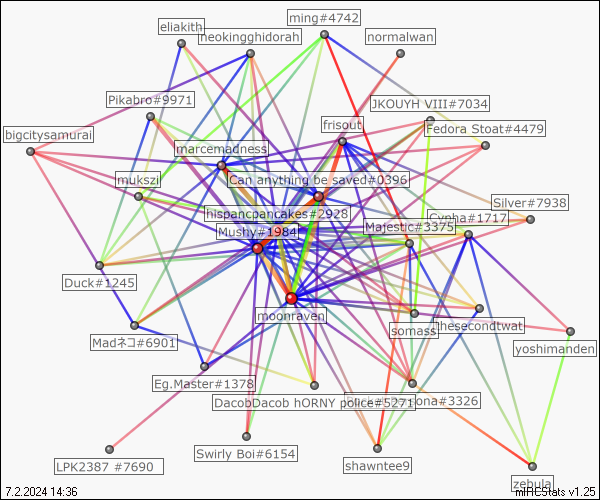 ming#4742
eliakith
neokingghidorah
normalwan
Pikabro#9971
JKOUYH VIII#7034
frisout
Fedora Stoat#4479
bigcitysamurai
marcemadness
mukszi
Can anything be saved#0396
Silver#7938
hispancpancakes#2928
Cypha#1717
Mushy#1984
Majestic#3375
Duck#1245
moonraven
somass
thesecondtwat
Madネコ#6901
yoshimanden
Eg.Master#1378
DacobDacob hORNY police#5271
ona#3326
Swirly Boi#6154
LPK2387 #7690
shawntee9
zebula
7.2.2024 14:36
mIRCStats v1.25